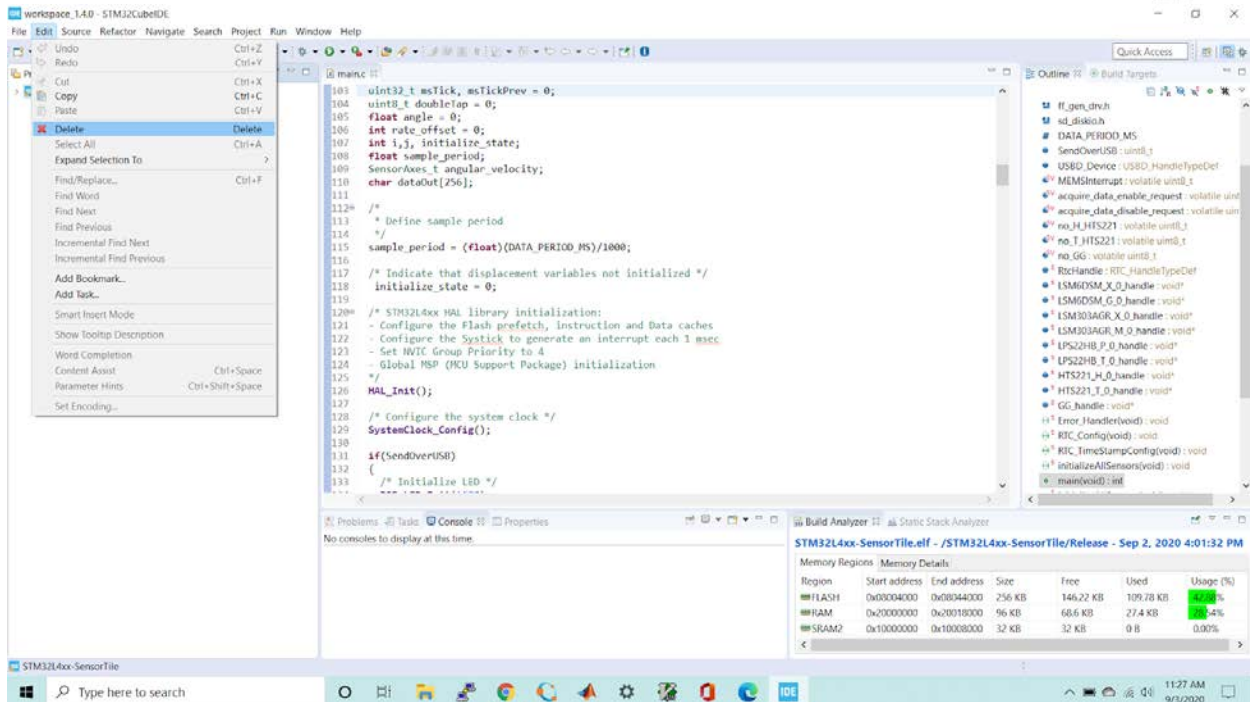 workspace_1.4.0 - STM32CubeIDE
File Edit Source Refactor Navigate Search Project Run Window Help
Quick Access
Undo Ctrl+Z
Redo Ctrl+Y
Cut Ctrl+X
Copy Ctrl+C
Paste Ctrl+V
Delete Delete
Select All Ctrl+A
Expand Selection To
Find/Replace... Ctrl+F
Find Word
Find Next
Find Previous
Incremental Find Next
Incremental Find Previous
Add Bookmark...
Add Task...
Smart Insert Mode
Show Tooltip Description
Word Completion
Content Assist Ctrl+Space
Parameter Hints Ctrl+Shift+Space
Set Encoding...
main.c
103 uint32_t msTick, msTickPrev = 0;
104 uint8_t doubleTap = 0;
105 float angle = 0;
106 int rate_offset = 0;
107 int i,j, initialize_state;
108 float sample_period;
109 SensorAxes_t angular_velocity;
110 char dataOut[256];
111
112 /*
113 * Define sample period
114 */
115 sample_period = (float)(DATA_PERIOD_MS)/1000;
116
117 /* Indicate that displacement variables not initialized */
118 initialize_state = 0;
119
120 /* STM32L4xx HAL library initialization:
121 - Configure the Flash prefetch, instruction and Data caches
122 - Configure the Systick to generate an interrupt each 1 msec
123 - Set NVIC Group Priority to 4
124 - Global MSP (MCU Support Package) initialization
125 */
126 HAL_Init();
127
128 /* Configure the system clock */
129 SystemClock_Config();
130
131 if(SendOverUSB)
132 {
133 /* Initialize LED */
Outline Build Targets
ff_gen_drv.h
sd_diskio.h
DATA_PERIOD_MS
SendOverUSB : uint8_t
USBD_Device : USBD_HandleTypeDef
MEMSInterrupt : volatile uint8_t
acquire_data_enable_request : volatile uint
acquire_data_disable_request : volatile uin
no_H_HTS221 : volatile uint8_t
no_T_HTS221 : volatile uint8_t
no_GG : volatile uint8_t
RtcHandle : RTC_HandleTypeDef
LSM6DSM_X_0_handle : void*
LSM6DSM_G_0_handle : void*
LSM303AGR_X_0_handle : void*
LSM303AGR_M_0_handle : void*
LPS22HB_P_0_handle : void*
LPS22HB_T_0_handle : void*
HTS221_H_0_handle : void*
HTS221_T_0_handle : void*
GG_handle : void*
Error_Handler(void) : void
RTC_Config(void) : void
RTC_TimeStampConfig(void) : void
initializeAllSensors(void) : void
main(void) : int
Problems Tasks Console Properties
No consoles to display at this time.
Build Analyzer Static Stack Analyzer
STM32L4xx-SensorTile.elf - /STM32L4xx-SensorTile/Release - Sep 2, 2020 4:01:32 PM
Memory Regions Memory Details
Region Start address End address Size Free Used Usage (%)
FLASH 0x08004000 0x08044000 256 KB 146.22 KB 109.78 KB 42.88%
RAM 0x20000000 0x20018000 96 KB 68.6 KB 27.4 KB 28.54%
SRAM2 0x10000000 0x10008000 32 KB 32 KB 0 B 0.00%
STM32L4xx-SensorTile
Type here to search
IDE
11:27 AM
9/3/2020